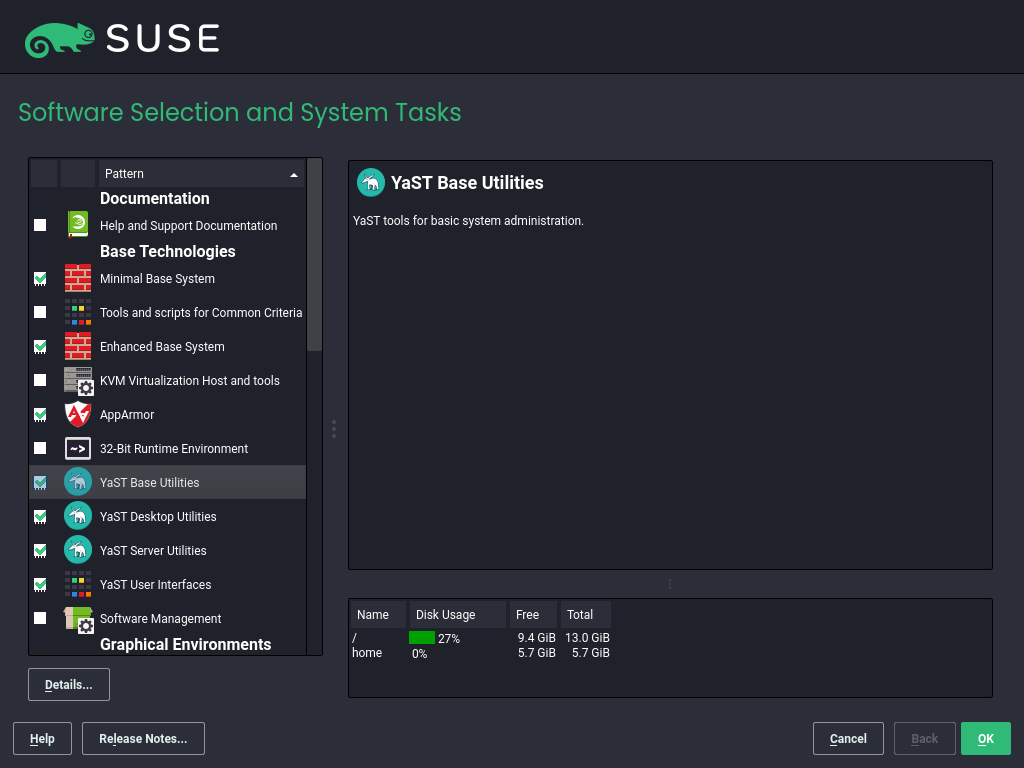 SUSE
Software Selection and System Tasks
Pattern
Documentation
Help and Support Documentation
Base Technologies
Minimal Base System
Tools and scripts for Common Criteria
Enhanced Base System
KVM Virtualization Host and tools
AppArmor
32-Bit Runtime Environment
YaST Base Utilities
YaST Desktop Utilities
YaST Server Utilities
YaST User Interfaces
Software Management
Graphical Environments
Details...
YaST Base Utilities
YaST tools for basic system administration.
Name Disk Usage Free Total
/ 27% 9.4 GiB 13.0 GiB
home 0% 5.7 GiB 5.7 GiB
Help Release Notes... Cancel Back OK